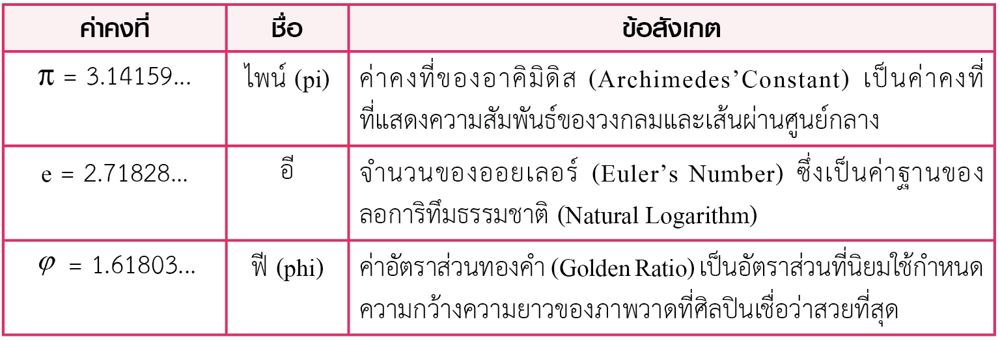 ค่าคงที่ ชื่อ ข้อสังเกต
π = 3.14159... ไพน์ (pi) ค่าคงที่ของอาคิมิดิส (Archimedes’Constant) เป็นค่าคงที่
ที่แสดงความสัมพันธ์ของวงกลมและเส้นผ่านศูนย์กลาง
e = 2.71828... อี จำนวนของออยเลอร์ (Euler’s Number) ซึ่งเป็นค่าฐานของ
ลอการิทึมธรรมชาติ (Natural Logarithm)
φ = 1.61803... ฟี (phi) ค่าอัตราส่วนทองคำ (Golden Ratio) เป็นอัตราส่วนที่นิยมใช้กำหนด
ความกว้างความยาวของภาพวาดที่ศิลปินเชื่อว่าสวยที่สุด